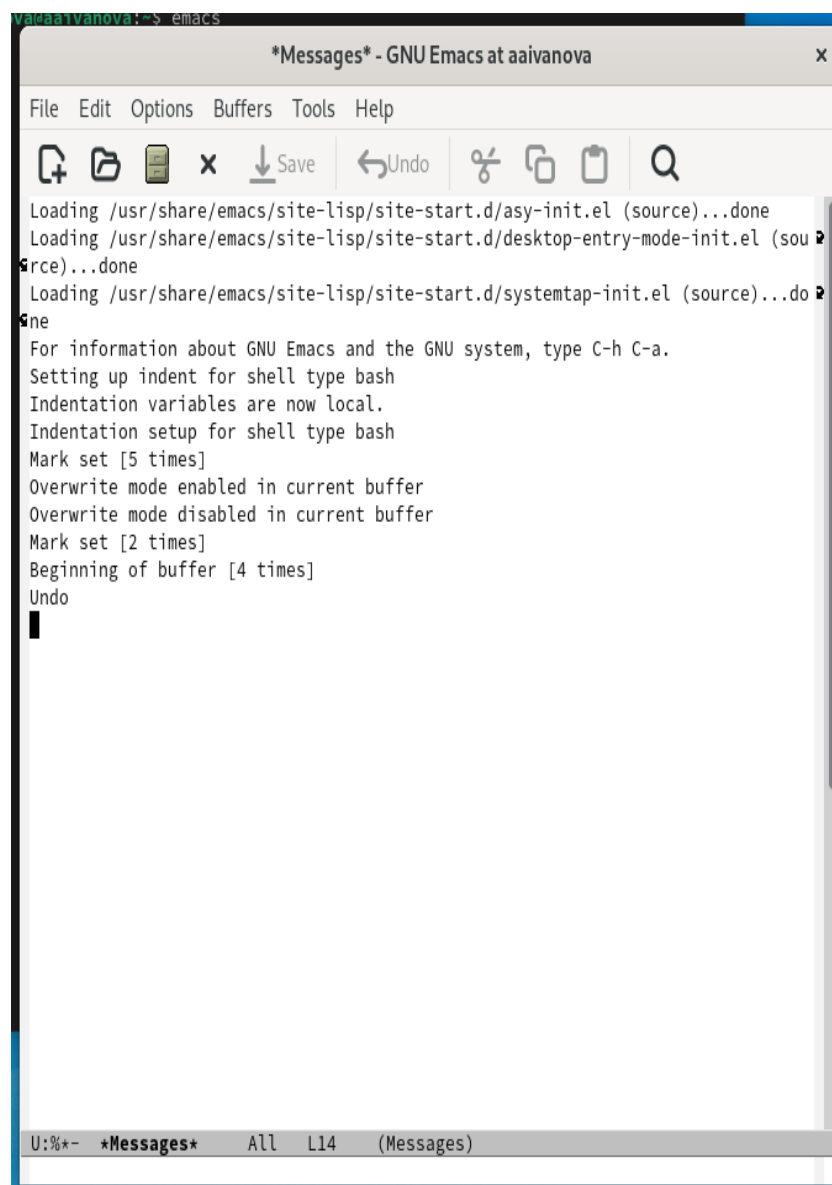 va@aaivanova:~$ emacs
*Messages* - GNU Emacs at aaivanova
File Edit Options Buffers Tools Help
Save Undo
Loading /usr/share/emacs/site-lisp/site-start.d/asy-init.el (source)...done
Loading /usr/share/emacs/site-lisp/site-start.d/desktop-entry-mode-init.el (sou
rce)...done
Loading /usr/share/emacs/site-lisp/site-start.d/systemtap-init.el (source)...do
ne
For information about GNU Emacs and the GNU system, type C-h C-a.
Setting up indent for shell type bash
Indentation variables are now local.
Indentation setup for shell type bash
Mark set [5 times]
Overwrite mode enabled in current buffer
Overwrite mode disabled in current buffer
Mark set [2 times]
Beginning of buffer [4 times]
Undo
U:%*- *Messages* All L14 (Messages)